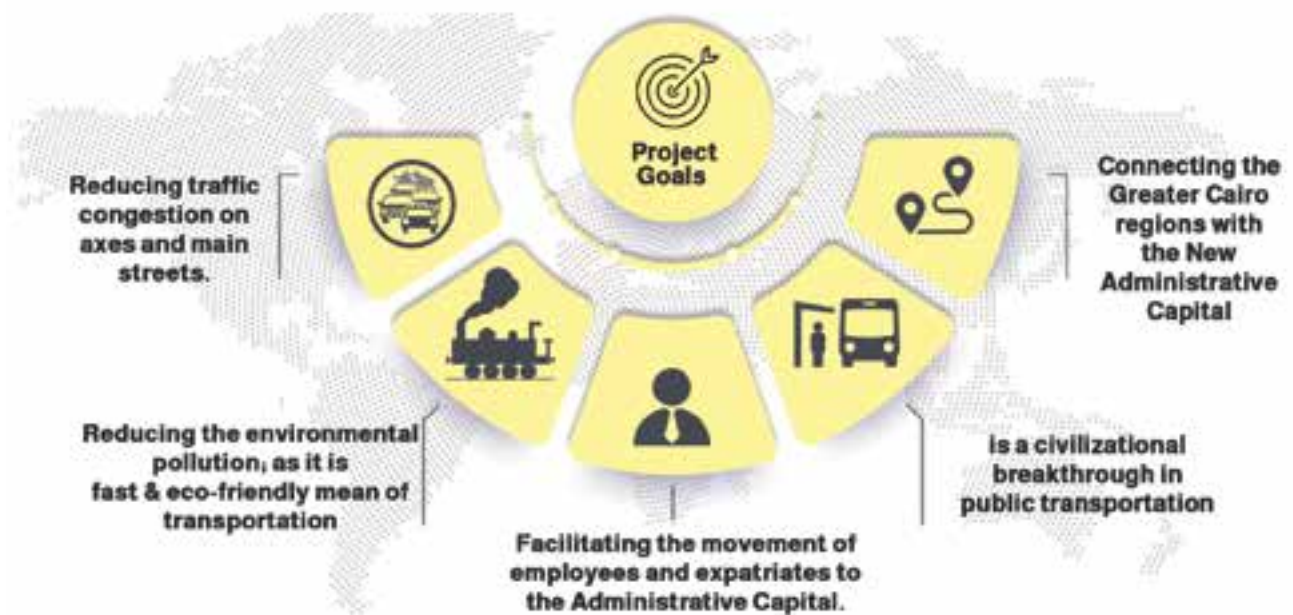 Project
Goals
Reducing traffic
congestion on
axes and main
streets.
Reducing the environmental
pollution, as it is
fast & eco-friendly mean of
transportation
Facilitating the movement of
employees and expatriates to
the Administrative Capital.
is a civilizational
breakthrough in
public transportation
Connecting the
Greater Cairo
regions with
the New
Administrative
Capital